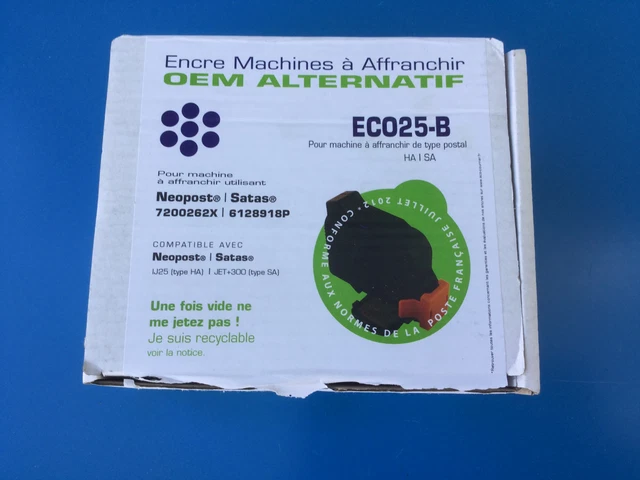 Encre Machines à Affranchir
OEM ALTERNATIF
ECO25-B
Pour machine à affranchir de type postal
HA | SA
Pour machine
à affranchir utilisant
Neopost® | Satas®
7200262X | 6128918P
COMPATIBLE AVEC
Neopost® | Satas®
IJ25 (type HA) | JET+300 (type SA)
Une fois vide ne
me jetez pas !
Je suis recyclable
voir la notice.
CONFORME AUX NORMES DE LA POSTE FRANÇAISE JUILLET 2012*